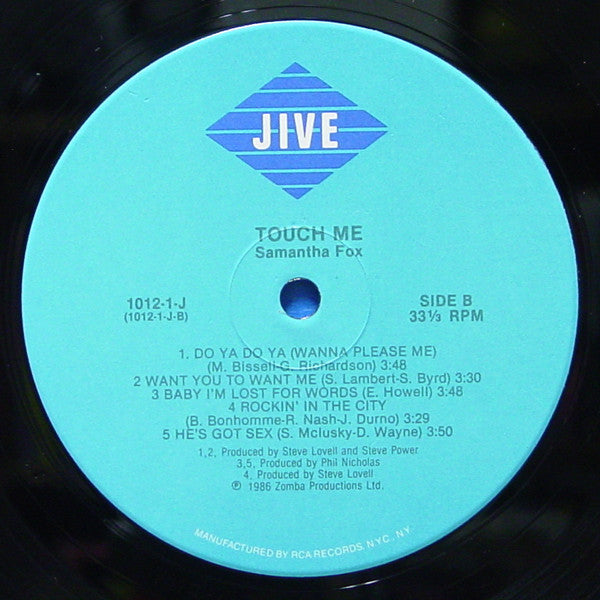 JIVE
TOUCH ME
Samantha Fox
1012-1-J
(1012-1-J-B)
SIDE B
33⅓ RPM
1. DO YA DO YA (WANNA PLEASE ME)
(M. Bissell-G. Richardson) 3:48
2 WANT YOU TO WANT ME (S. Lambert-S. Byrd) 3:30
3 BABY I'M LOST FOR WORDS (E. Howell) 3:48
4 ROCKIN' IN THE CITY
(B. Bonhomme-R. Nash-J. Durno) 3:29
5 HE'S GOT SEX (S. Mclusky-D. Wayne) 3:50
1,2, Produced by Steve Lovell and Steve Power
3,5, Produced by Phil Nicholas
4, Produced by Steve Lovell
℗ 1986 Zomba Productions Ltd.
MANUFACTURED BY RCA RECORDS, N.Y.C., N.Y.